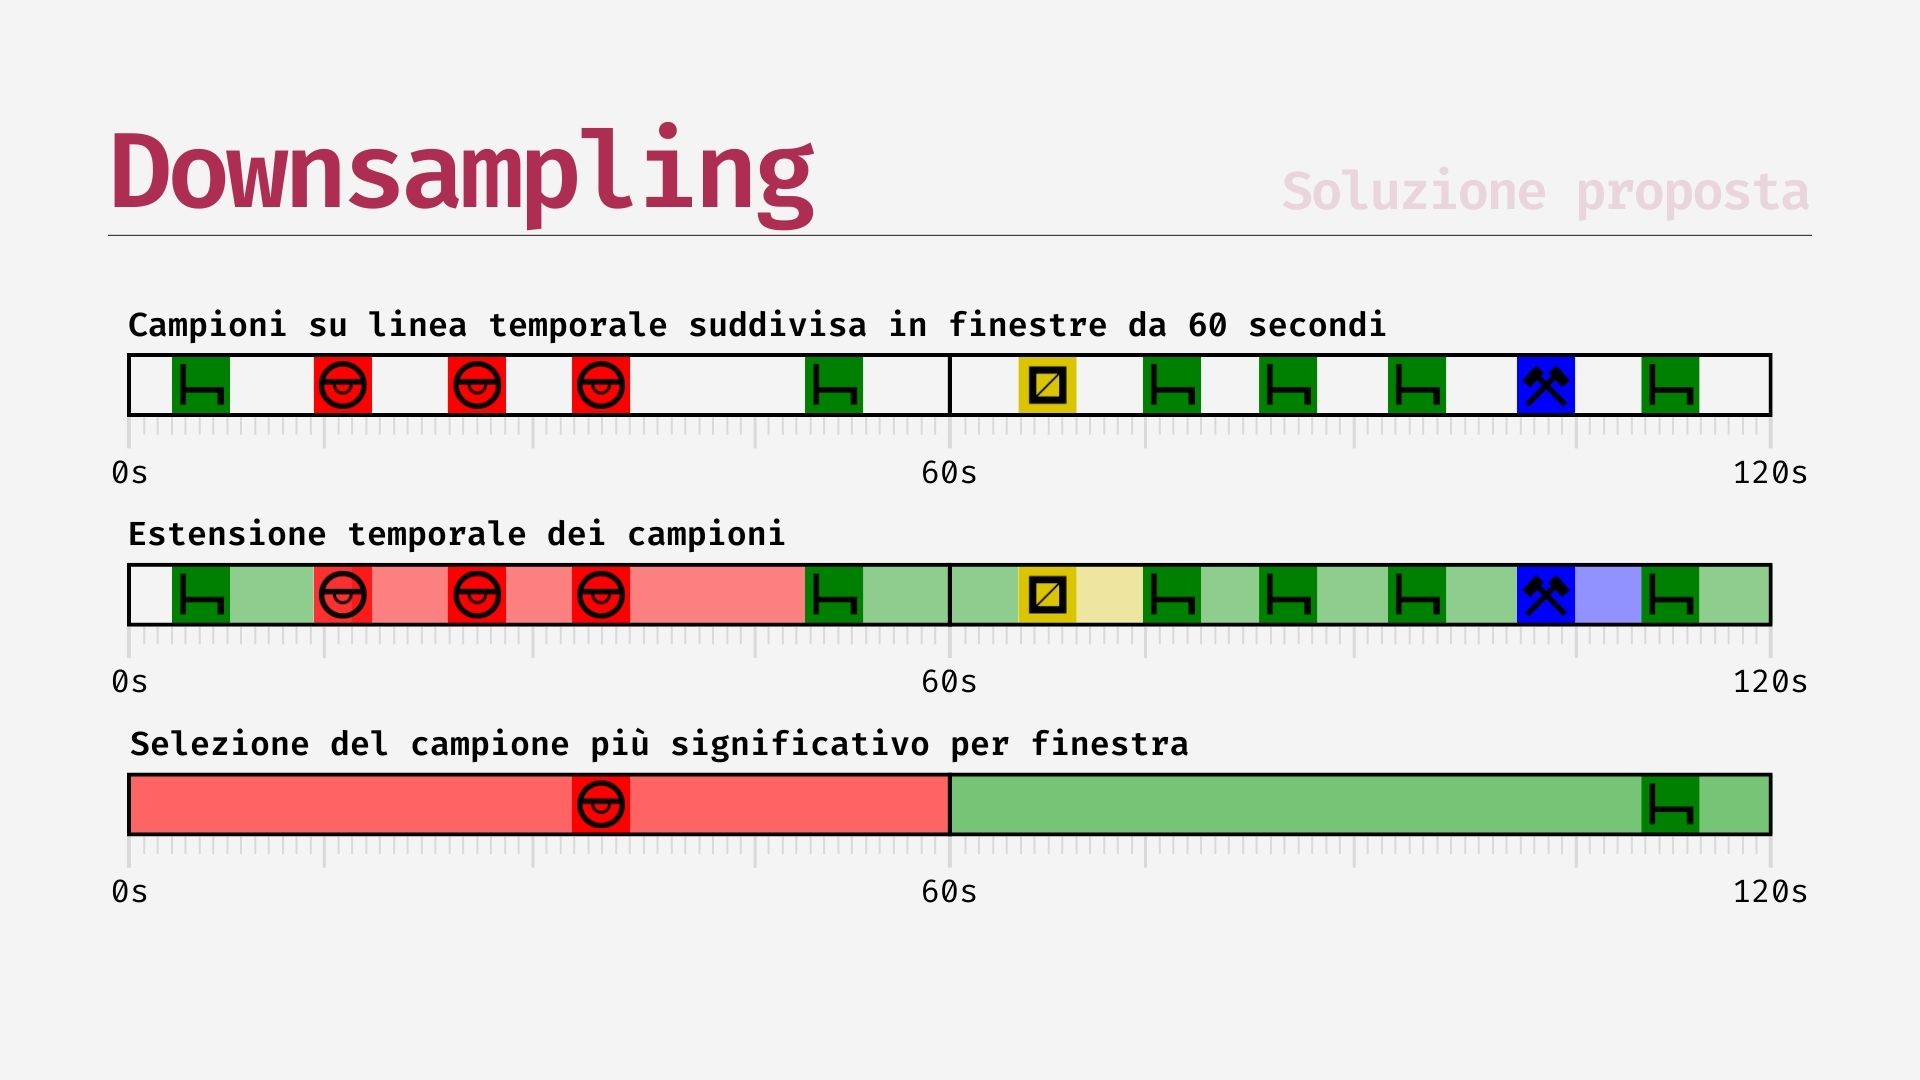 Downsampling
Soluzione proposta
Campioni su linea temporale suddivisa in finestre da 60 secondi
0s 60s 120s
Estensione temporale dei campioni
0s 60s 120s
Selezione del campione più significativo per finestra
0s 60s 120s